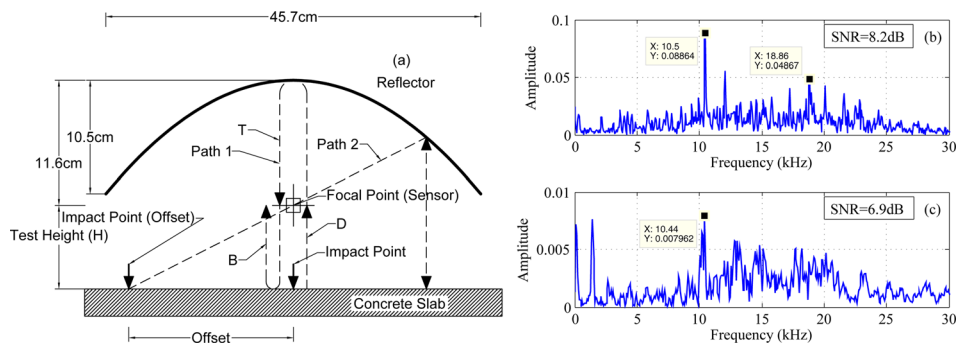 45.7cm
(a)
Reflector
10.5cm
11.6cm
T
Path 1
Path 2
Focal Point (Sensor)
Impact Point (Offset)
Test Height (H)
B
D
Impact Point
Concrete Slab
Offset
0.1
0.05
0
Amplitude
X: 10.5
Y: 0.08864
X: 18.86
Y: 0.04867
SNR=8.2dB
(b)
0 5 10 15 20 25 30
Frequency (kHz)
0.01
0.005
0
Amplitude
X: 10.44
Y: 0.007962
SNR=6.9dB
(c)
0 5 10 15 20 25 30
Frequency (kHz)